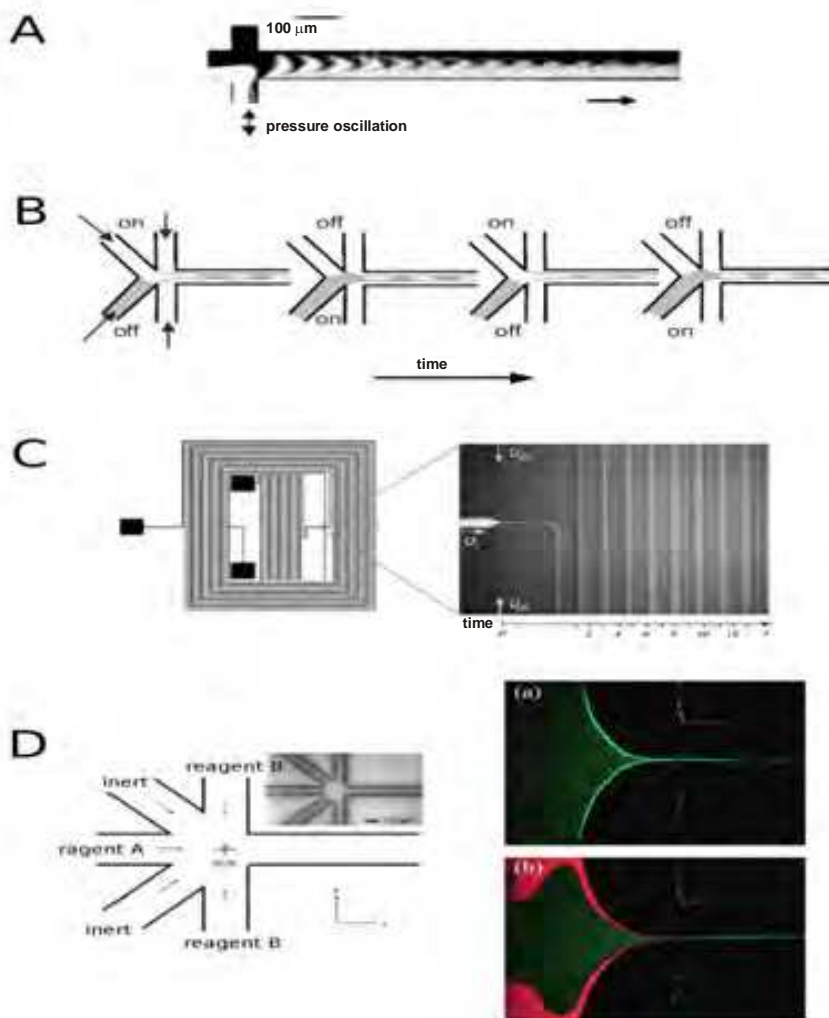 A
100 μm
pressure oscillation
B
on
off
on
off
off
on
off
on
time
C
time
D
reagent B
inert
ragent A
inert
reagent B
(a)
(b)